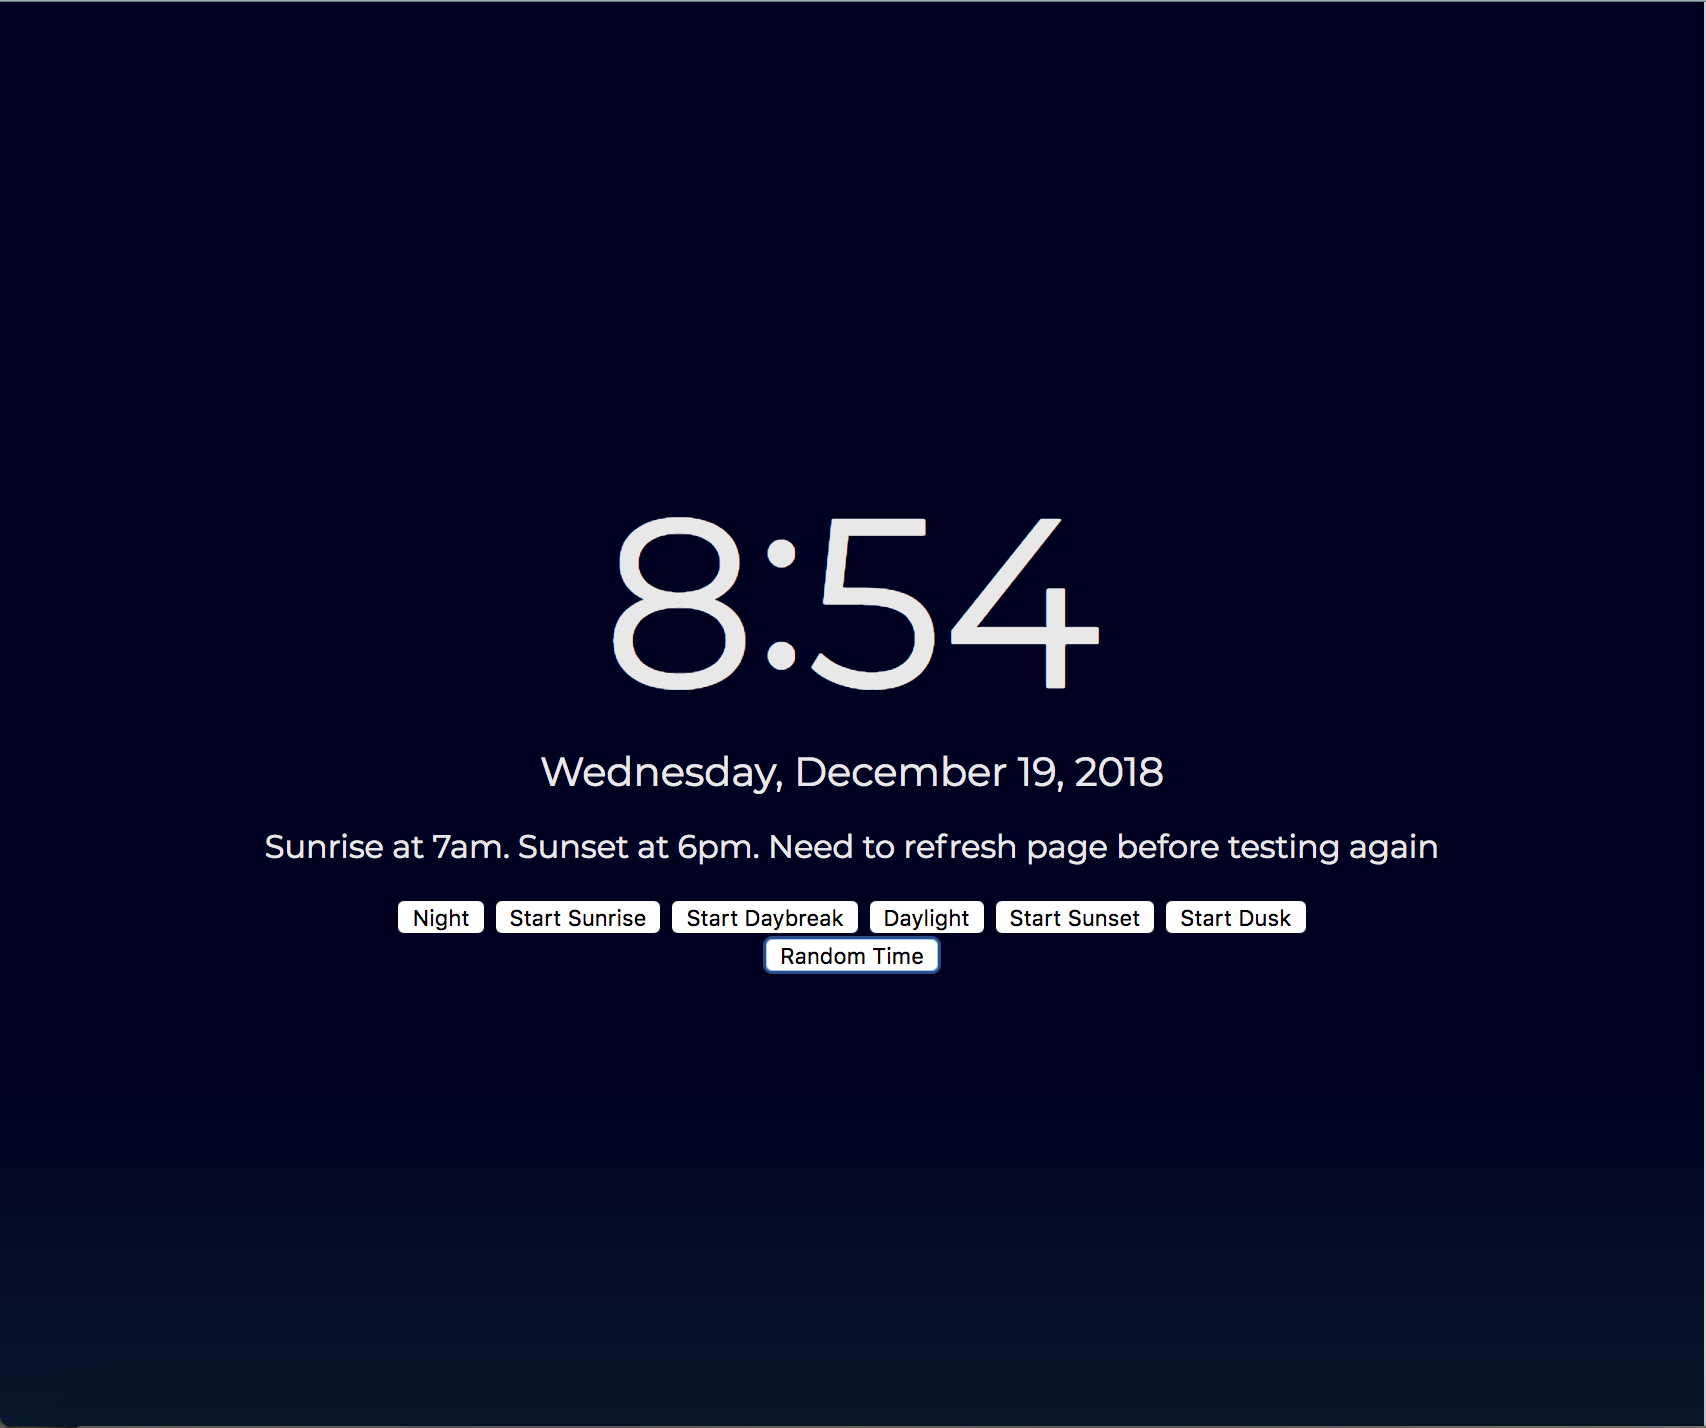 8:54
Wednesday, December 19, 2018
Sunrise at 7am. Sunset at 6pm. Need to refresh page before testing again
Night Start Sunrise Start Daybreak Daylight Start Sunset Start Dusk
Random Time